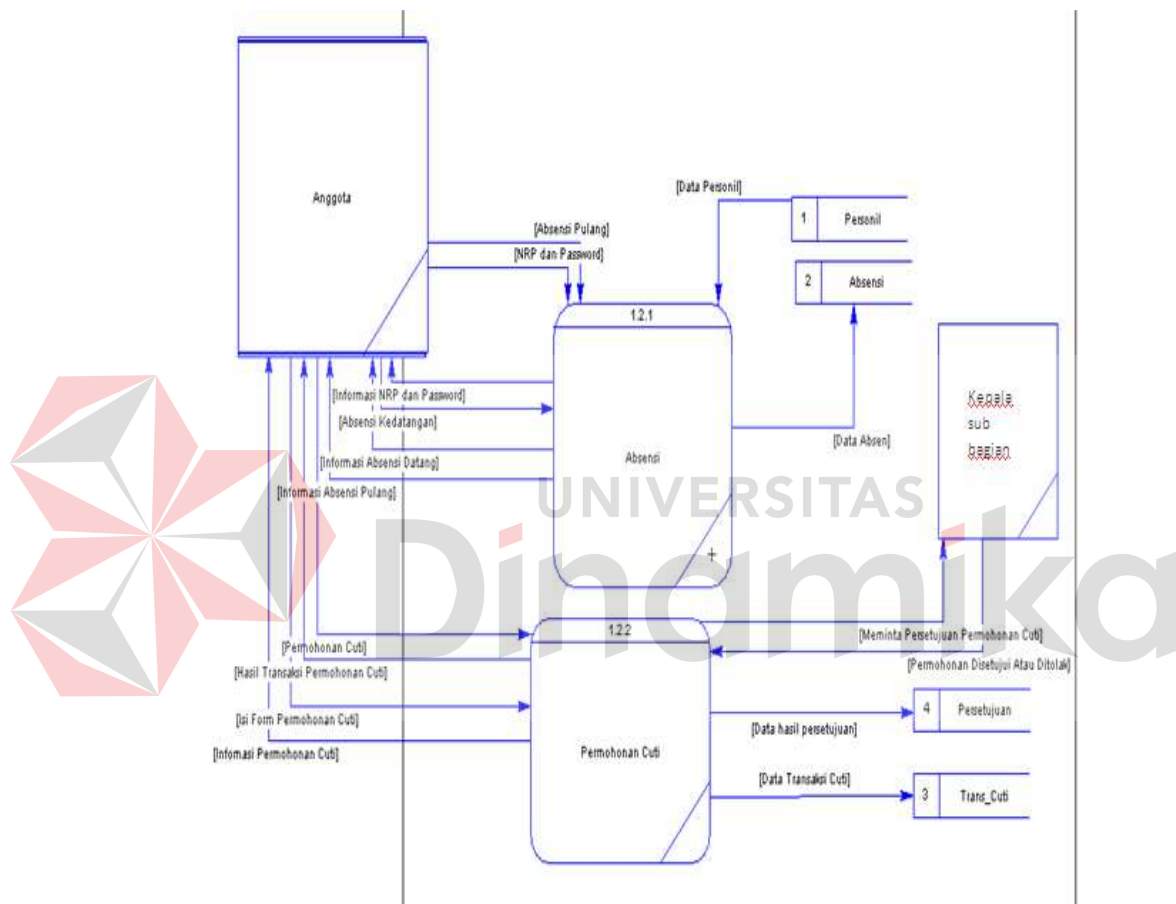 Anggota
[Data Personil]
1 Personil
[Absensi Pulang]
[NRP dan Password]
2 Absensi
1.2.1
Absensi
[Informasi NRP dan Password]
[Absensi Kedatangan]
[Informasi Absensi Datang]
[Informasi Absensi Pulang]
[Data Absen]
Kepala
sub
bagian
UNIVERSITAS
Dinamika
1.2.2
Permohonan Cuti
[Permohonan Cuti]
[Hasil Transaksi Permohonan Cuti]
[Isi Form Permohonan Cuti]
[Infomasi Permohonan Cuti]
[Meminta Persetujuan Permohonan Cuti]
[Permohonan Disetujui Atau Ditolak]
4 Persetujuan
[Data hasil persetujuan]
[Data Transaksi Cuti]
3 Trans_Cuti